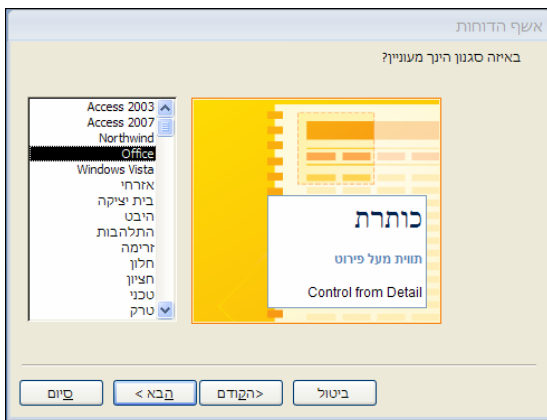 אשף הדוחות
באיזה סגנון הינך מעוניין?
Access 2003
Access 2007
Northwind
Office
Windows Vista
אזרחי
בית יציקה
היבט
התלהבות
זרימה
חלון
חציון
טכני
טרק
כותרת
תווית מעל פירוט
Control from Detail
ביטול
<הקודם
הבא >
סיום